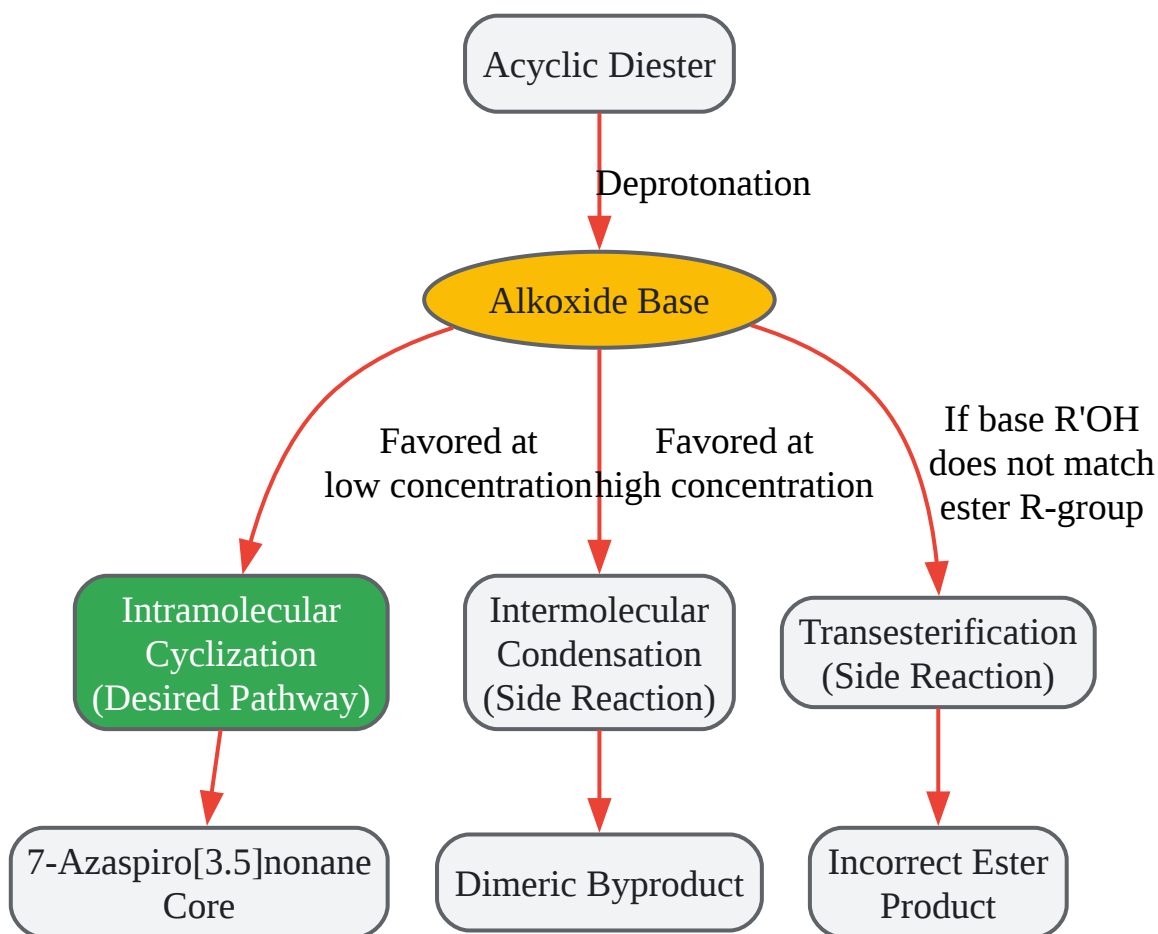 Acyclic Diester
Deprotonation
Alkoxide Base
Favored at
low concentration
Favored at
high concentration
If base R'OH
does not match
ester R-group
Intramolecular
Cyclization
(Desired Pathway)
Intermolecular
Condensation
(Side Reaction)
Transesterification
(Side Reaction)
7-Azaspiro[3.5]nonane
Core
Dimeric Byproduct
Incorrect Ester
Product